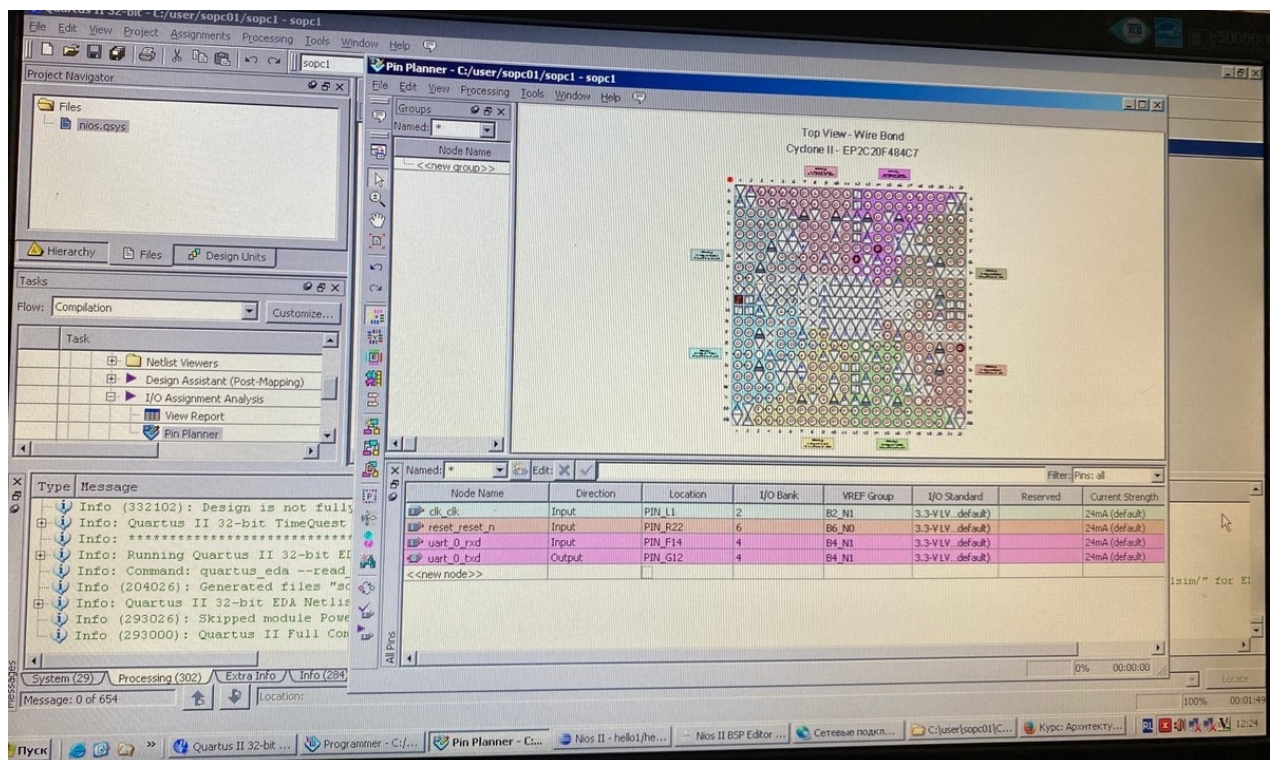 Quartus II 32-bit - C:/user/sopc01/sopc1 - sopc1
File Edit View Project Assignments Processing Tools Window Help
sopc1
Project Navigator
Files
nios.qsys
Hierarchy Files Design Units
Tasks
Flow: Compilation Customize...
Task
Netlist Viewers
Design Assistant (Post-Mapping)
I/O Assignment Analysis
View Report
Pin Planner
Pin Planner - C:/user/sopc01/sopc1 - sopc1
File Edit View Processing Tools Window Help
Groups
Named: *
Node Name
<<new group>>
Top View - Wire Bond
Cyclone II - EP2C20F484C7
Named: * Edit: Filter: Pins: all
Node Name Direction Location I/O Bank VREF Group I/O Standard Reserved Current Strength
clk_clk Input PIN_L1 2 B2_N1 3.3-V LV...default) 24mA (default)
reset_reset_n Input PIN_R22 6 B6_N0 3.3-V LV...default) 24mA (default)
uart_0_rxd Input PIN_F14 4 B4_N1 3.3-V LV...default) 24mA (default)
uart_0_txd Output PIN_G12 4 B4_N1 3.3-V LV...default) 24mA (default)
<<new node>>
All Pins
0% 00:00:00
Type Message
Info (332102): Design is not fully
Info: Quartus II 32-bit TimeQuest
Info: ***************************
Info: Running Quartus II 32-bit
Info: Command: quartus_eda --read
Info (204026): Generated files "so
lsim/" for
Info: Quartus II 32-bit EDA Netlis
Info (293026): Skipped module Powe
Info (293000): Quartus II Full Com
System (29) Processing (302) Extra Info Info (284
Messages
Message: 0 of 654 Location: Locate
100% 00:01:49
Пуск Quartus II 32-bit ... Programmer - C:/... Pin Planner - C:... Nios II - hello1/he... Nios II BSP Editor ... Сетевые подкл... C:\user\sopc01\C... Курс: Архитекту... 12:24